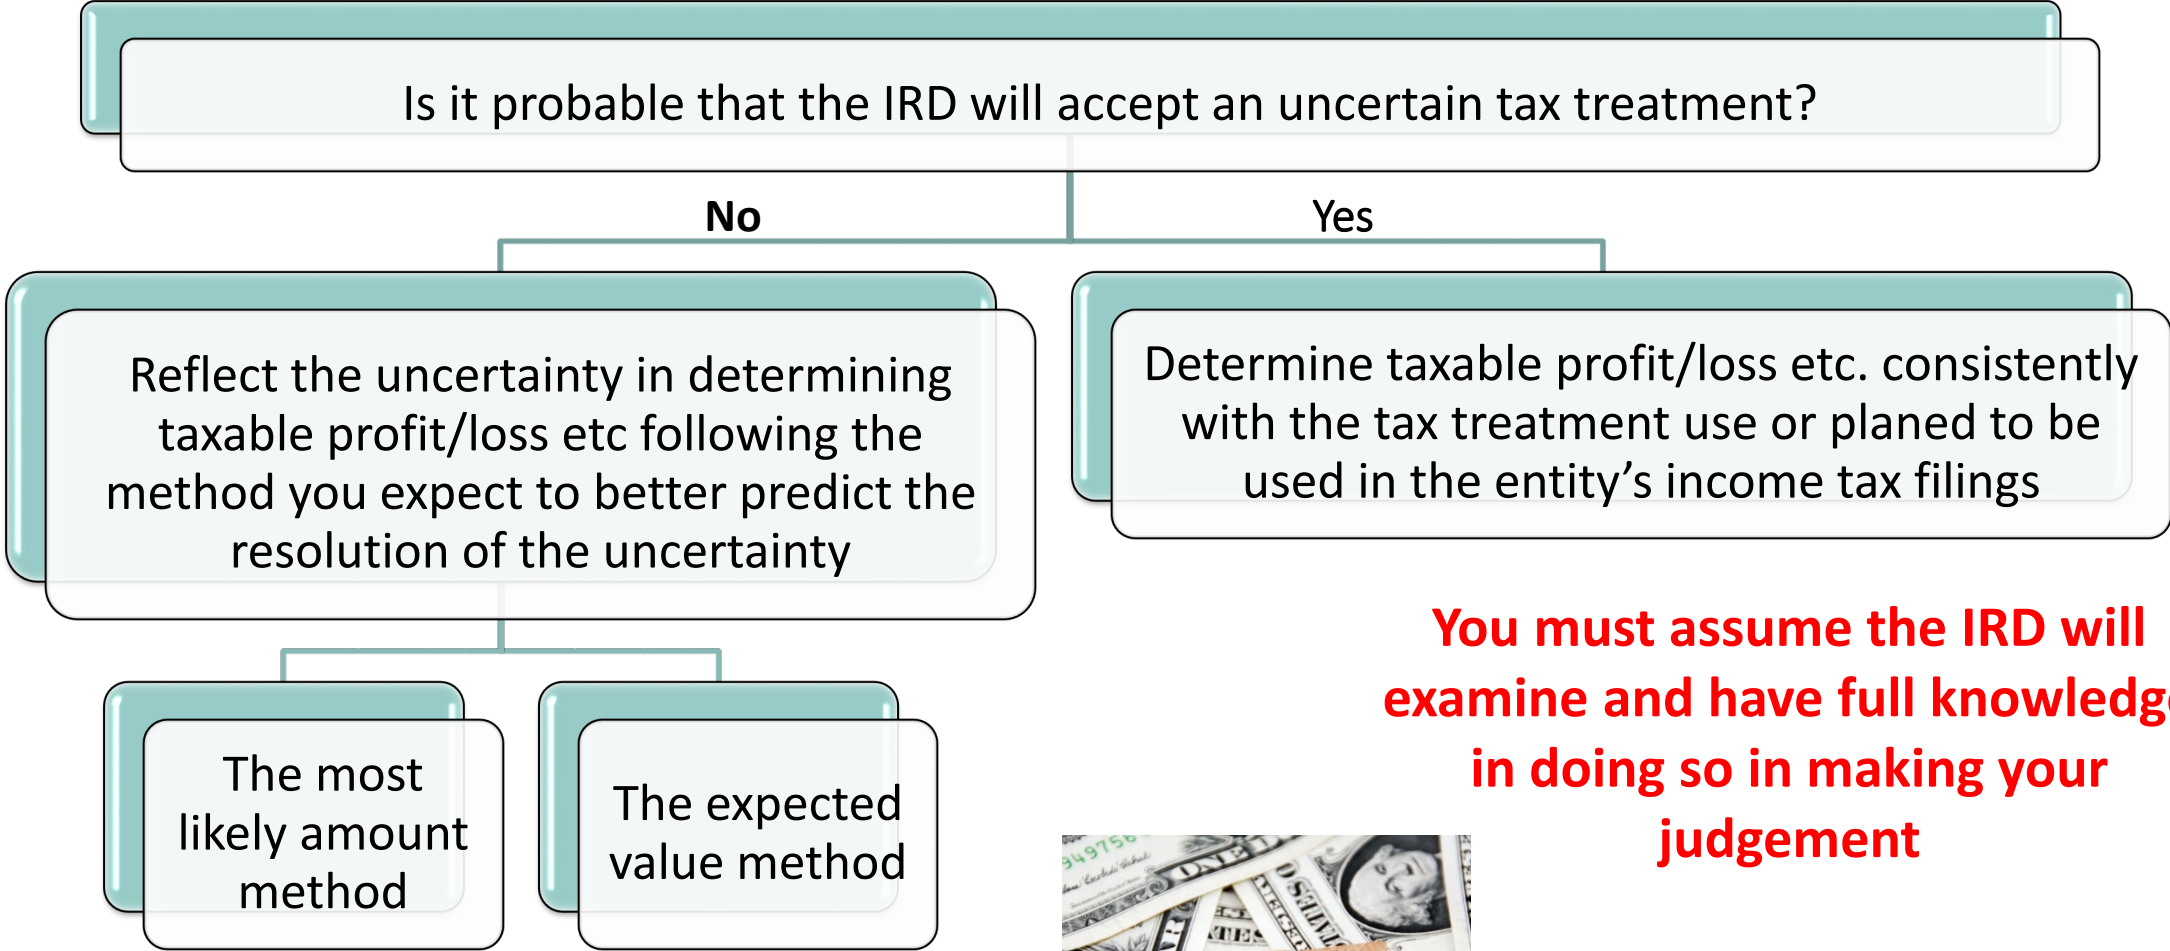 Is it probable that the IRD will accept an uncertain tax treatment?
No
Yes
Reflect the uncertainty in determining
taxable profit/loss etc following the
method you expect to better predict the
resolution of the uncertainty
Determine taxable profit/loss etc. consistently
with the tax treatment use or planed to be
used in the entity’s income tax filings
The most
likely amount
method
The expected
value method
You must assume the IRD will
examine and have full knowledge
in doing so in making your
judgement
949756
ONE